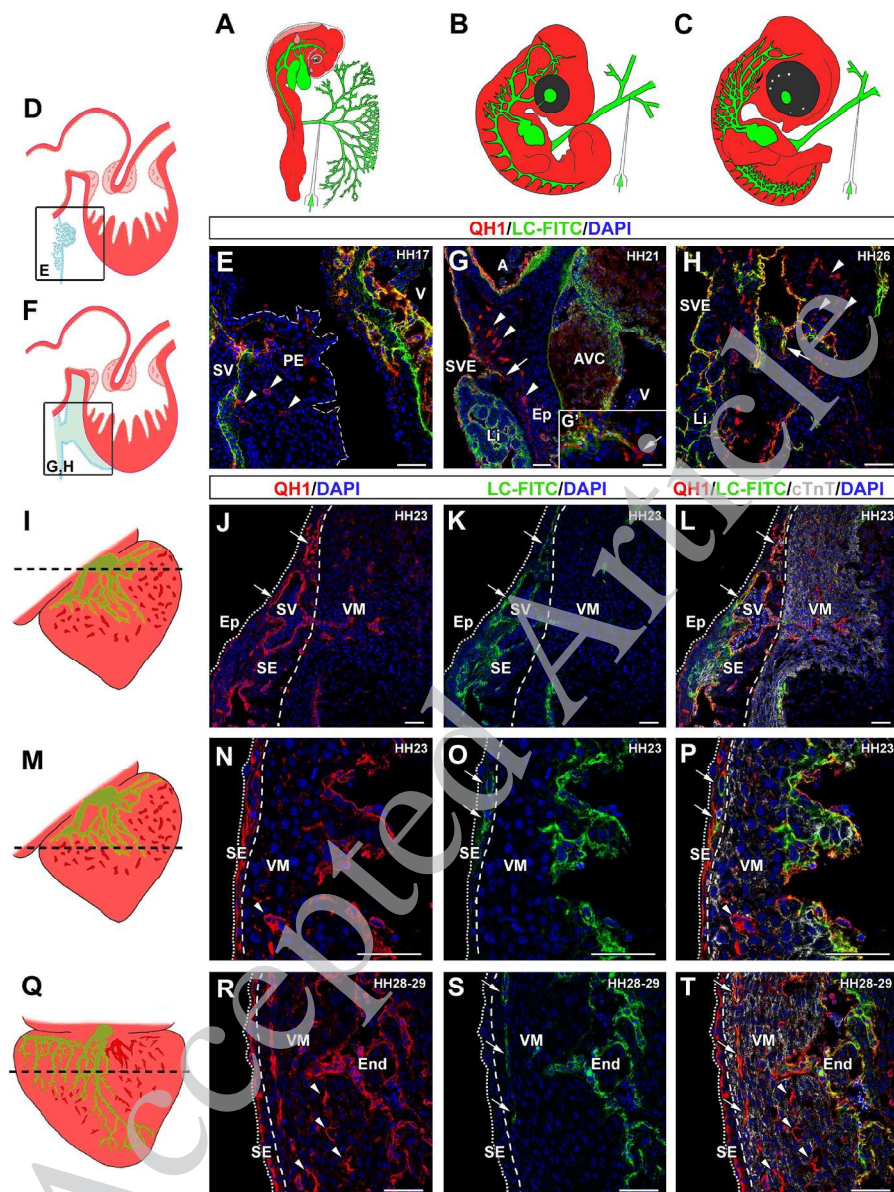 A
B
C
D
E
F
G,H
QH1/LC-FITC/DAPI
E HH17
V
PE
SV
G HH21
A
SVE
AVC
V
Ep
Li
G'
H HH26
SVE
Li
QH1/DAPI
LC-FITC/DAPI
QH1/LC-FITC/cTnT/DAPI
I
J HH23
Ep
SV
VM
SE
K HH23
Ep
SV
VM
SE
L HH23
Ep
SV
VM
SE
M
N HH23
SE
VM
O HH23
SE
VM
P HH23
SE
VM
Q
R HH28-29
VM
End
SE
S HH28-29
VM
End
SE
T HH28-29
VM
End
SE
Accepted Article